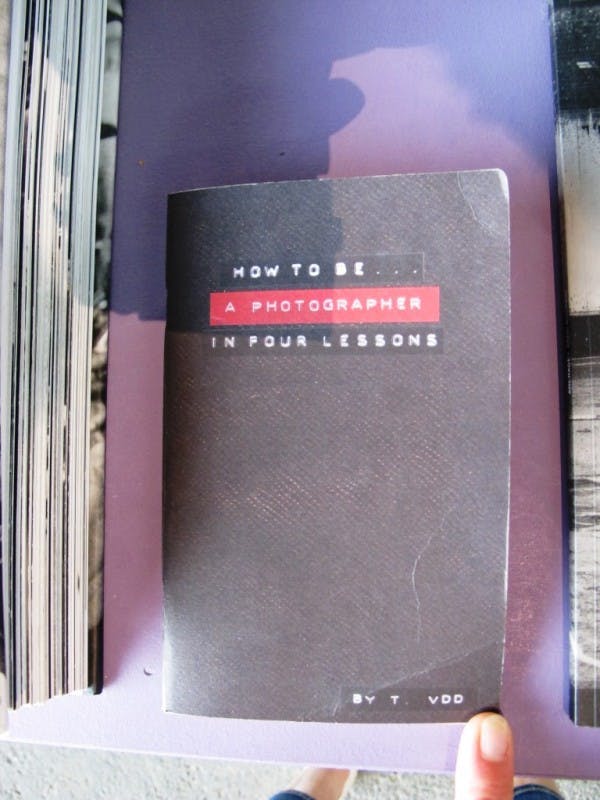 HOW TO BE...
A PHOTOGRAPHER
IN FOUR LESSONS
BY T. VDD